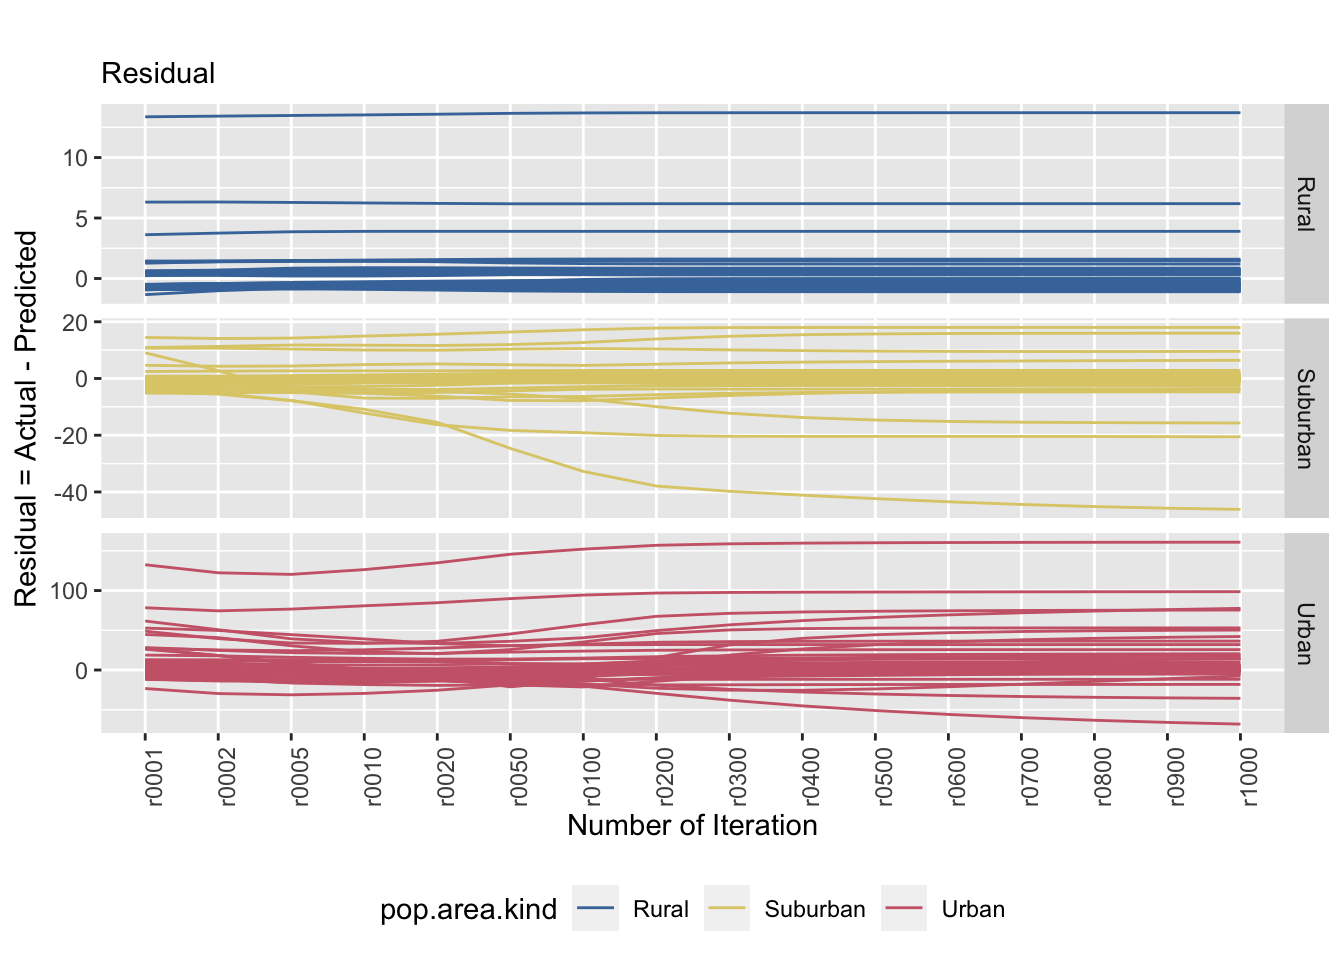 Residual
Residual = Actual - Predicted
10
5
0
Rural
20
0
-20
-40
Suburban
100
0
Urban
r0001 r0002 r0005 r0010 r0020 r0050 r0100 r0200 r0300 r0400 r0500 r0600 r0700 r0800 r0900 r1000
Number of Iteration
pop.area.kind Rural Suburban Urban